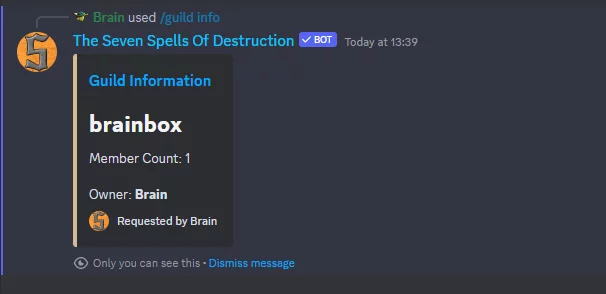 Brain used /guild info
The Seven Spells Of Destruction ✓ BOT Today at 13:39
Guild Information
brainbox
Member Count: 1
Owner: Brain
Requested by Brain
Only you can see this • Dismiss message